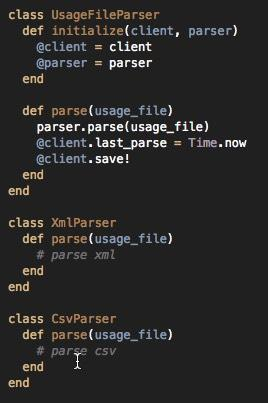 class UsageFileParser
  def initialize(client, parser)
    @client = client
    @parser = parser
  end

  def parse(usage_file)
    parser.parse(usage_file)
    @client.last_parse = Time.now
    @client.save!
  end
end

class XmlParser
  def parse(usage_file)
    # parse xml
  end
end

class CsvParser
  def parse(usage_file)
    # parse csv
  end
end